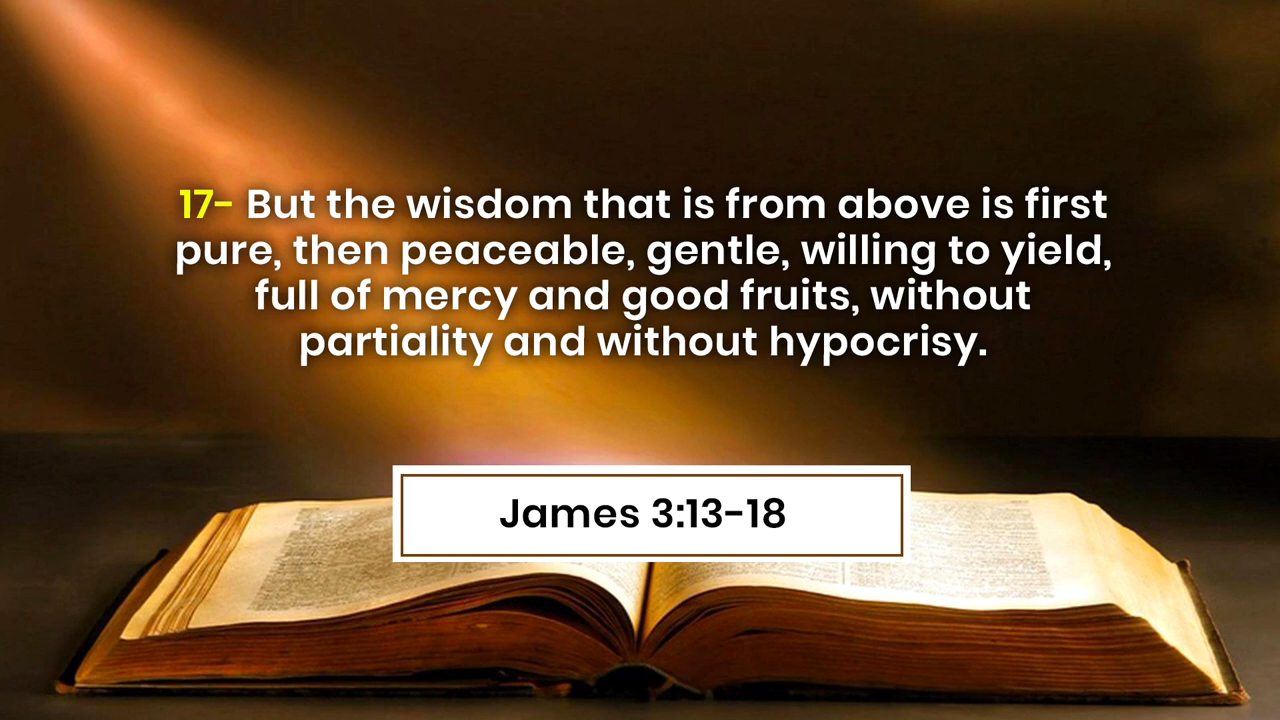 17- But the wisdom that is from above is first
pure, then peaceable, gentle, willing to yield,
full of mercy and good fruits, without
partiality and without hypocrisy.
James 3:13-18